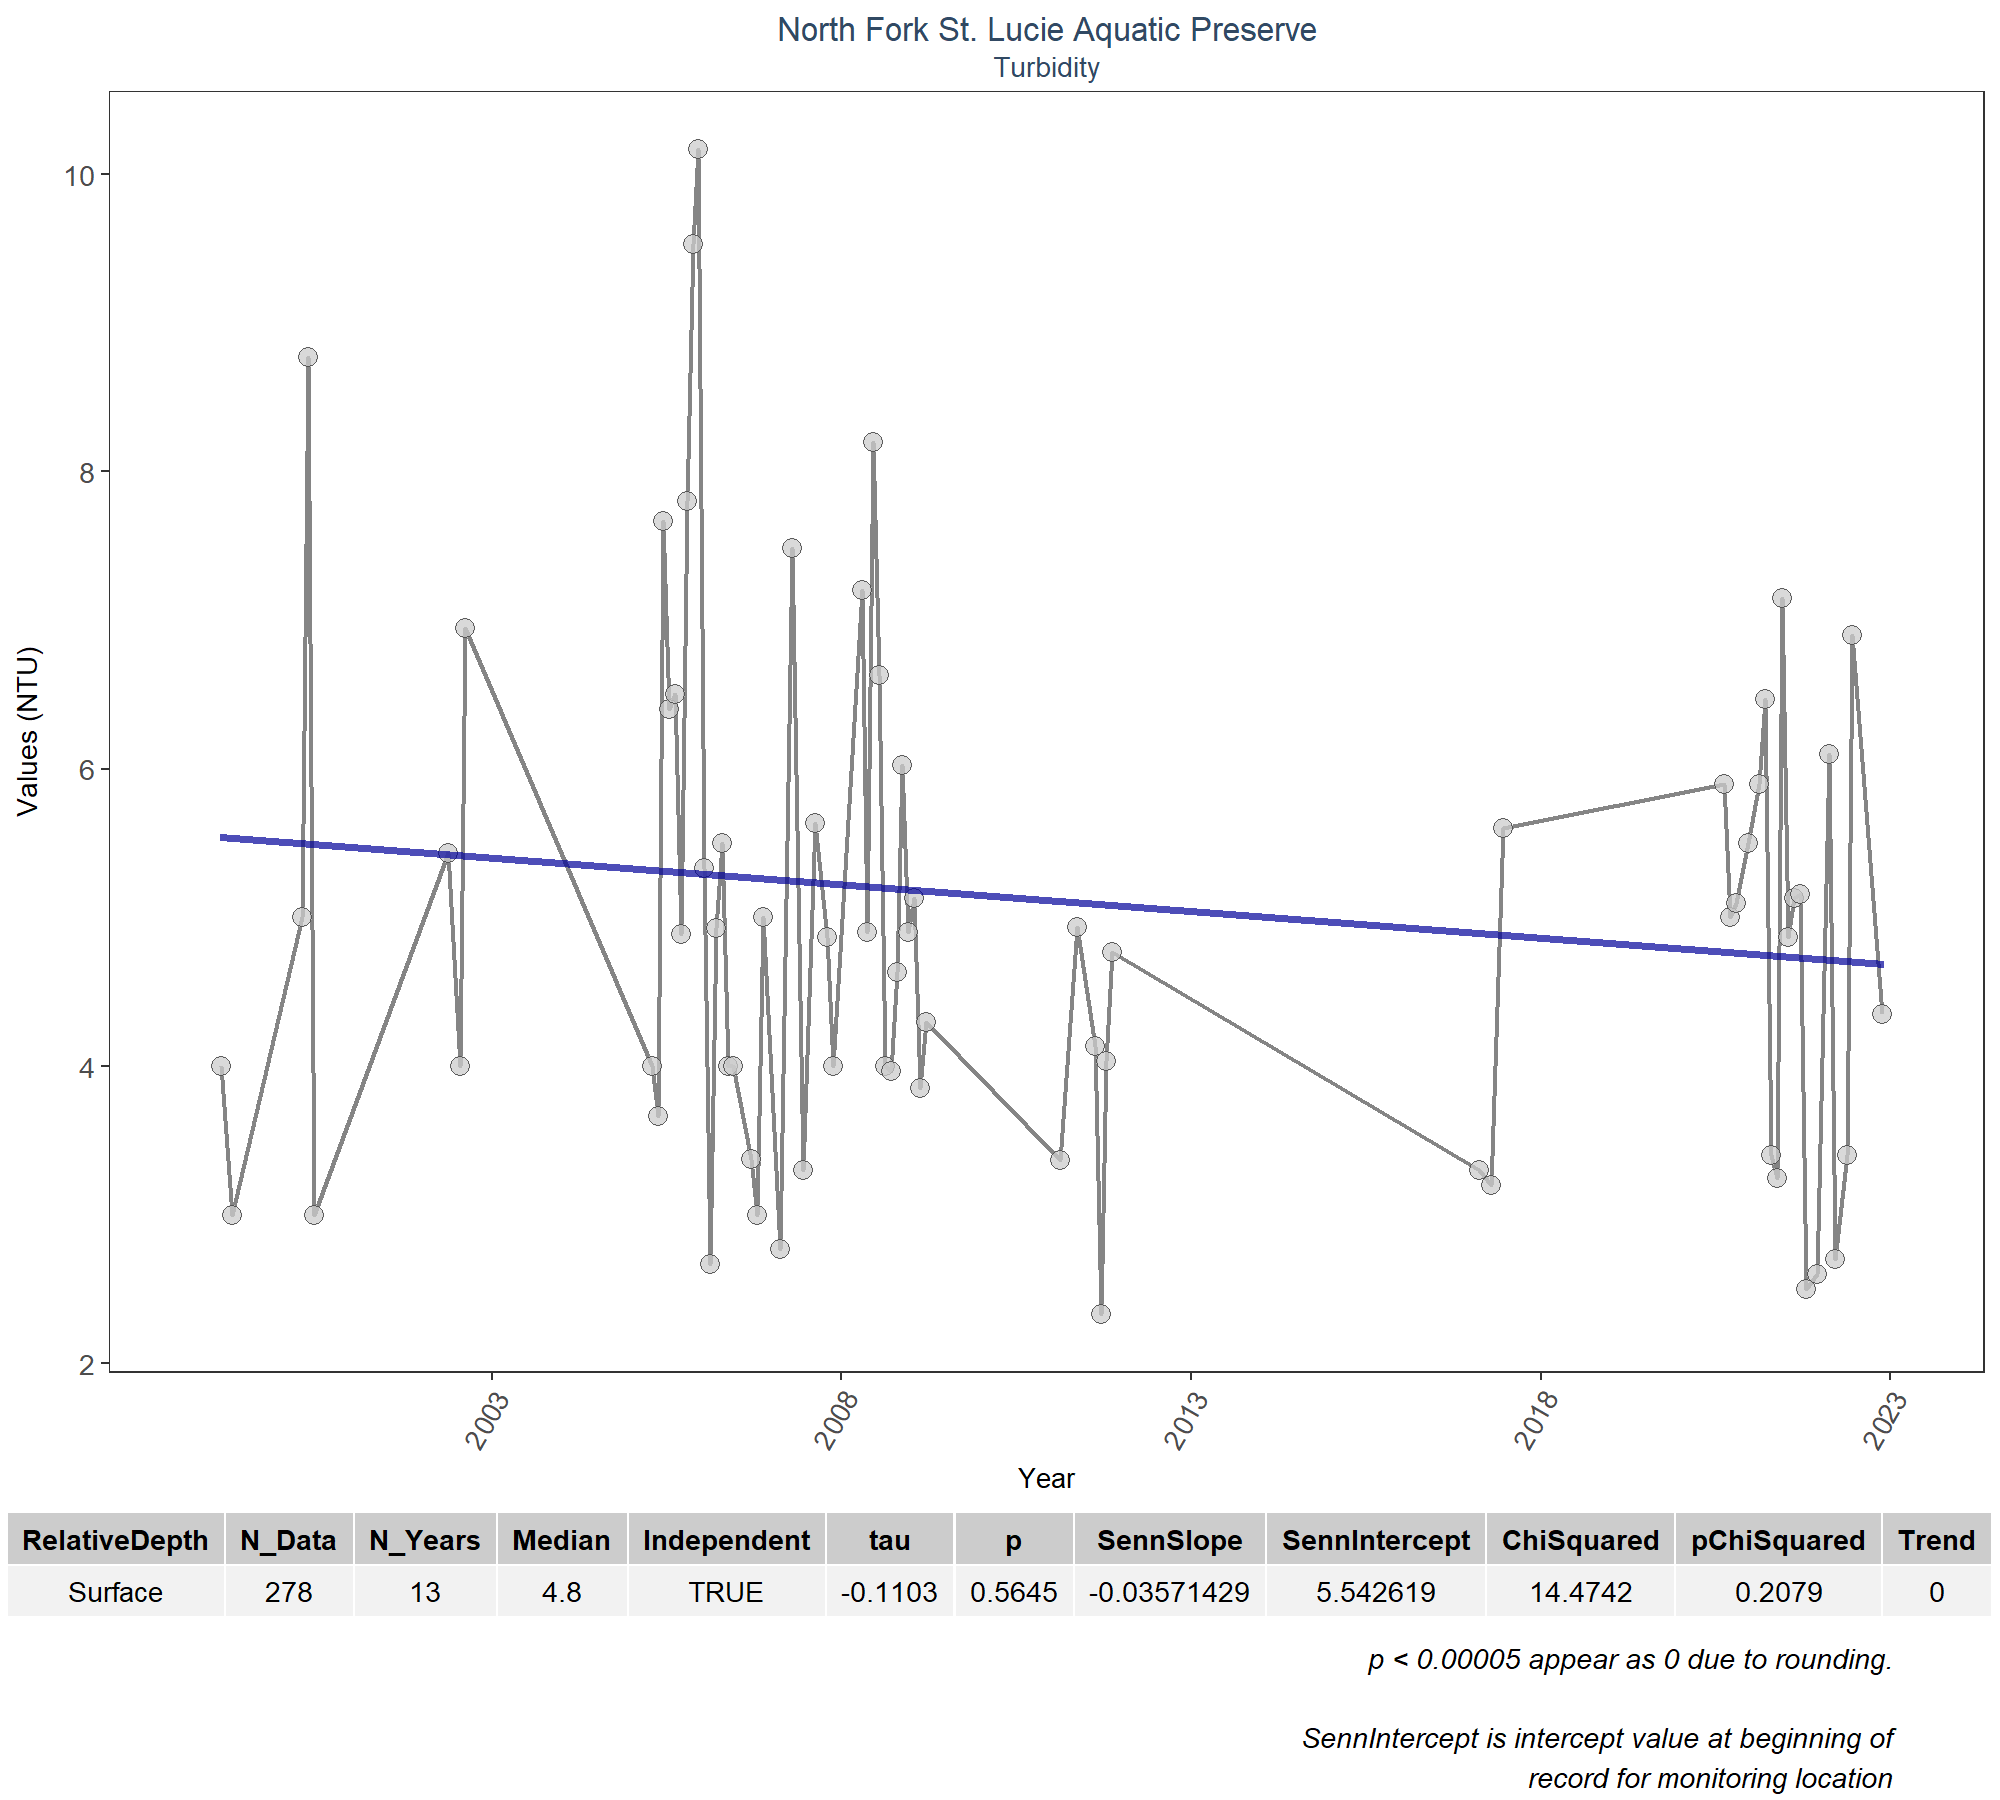 North Fork St. Lucie Aquatic Preserve
Turbidity
Values (NTU)
10
8
6
4
2
2003 2008 2013 2018 2023
Year
RelativeDepth N_Data N_Years Median Independent tau p SennSlope SennIntercept ChiSquared pChiSquared Trend
Surface 278 13 4.8 TRUE -0.1103 0.5645 -0.03571429 5.542619 14.4742 0.2079 0
p < 0.00005 appear as 0 due to rounding.
SennIntercept is intercept value at beginning of
record for monitoring location